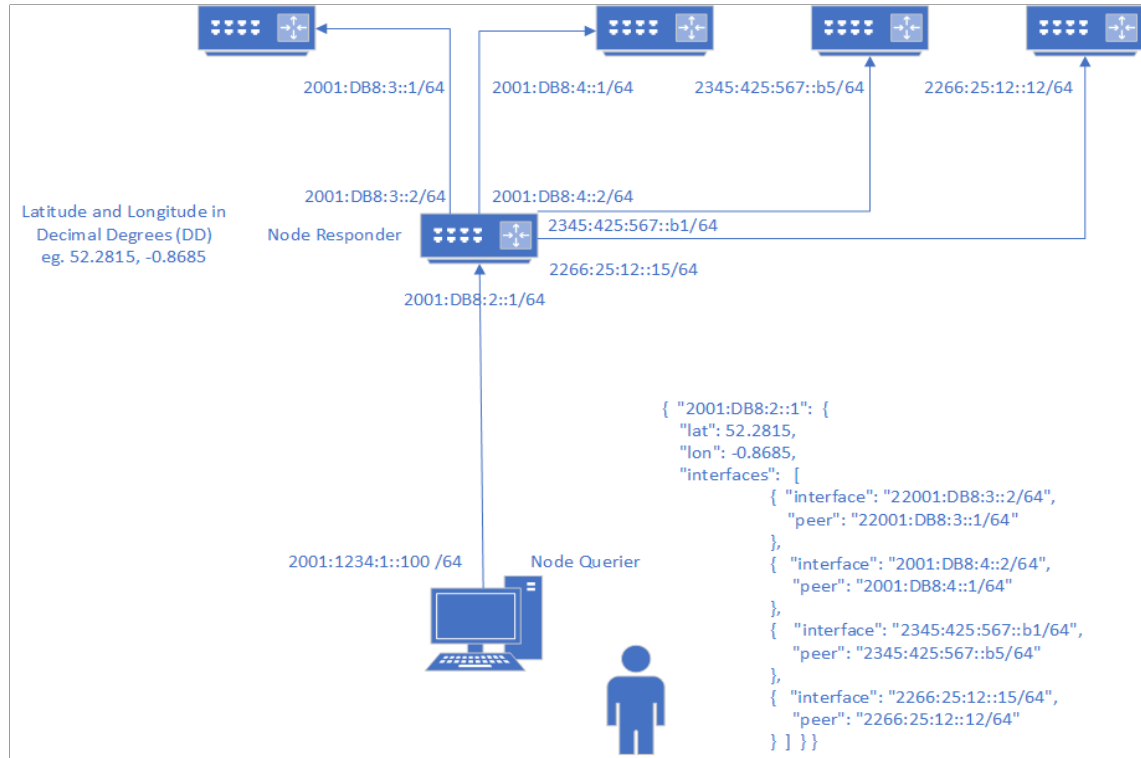 2001:DB8:3::1/64
2001:DB8:4::1/64
2345:425:567::b5/64
2266:25:12::12/64
2001:DB8:3::2/64
2001:DB8:4::2/64
Latitude and Longitude in
Decimal Degrees (DD)
eg. 52.2815, -0.8685
Node Responder
2345:425:567::b1/64
2266:25:12::15/64
2001:DB8:2::1/64
{ "2001:DB8:2::1": {
"lat": 52.2815,
"lon": -0.8685,
"interfaces": [
{ "interface": "22001:DB8:3::2/64",
"peer": "22001:DB8:3::1/64"
},
{ "interface": "2001:DB8:4::2/64",
"peer": "2001:DB8:4::1/64"
},
{ "interface": "2345:425:567::b1/64",
"peer": "2345:425:567::b5/64"
},
{ "interface": "2266:25:12::15/64",
"peer": "2266:25:12::12/64"
} ] } }
2001:1234:1::100 /64
Node Querier